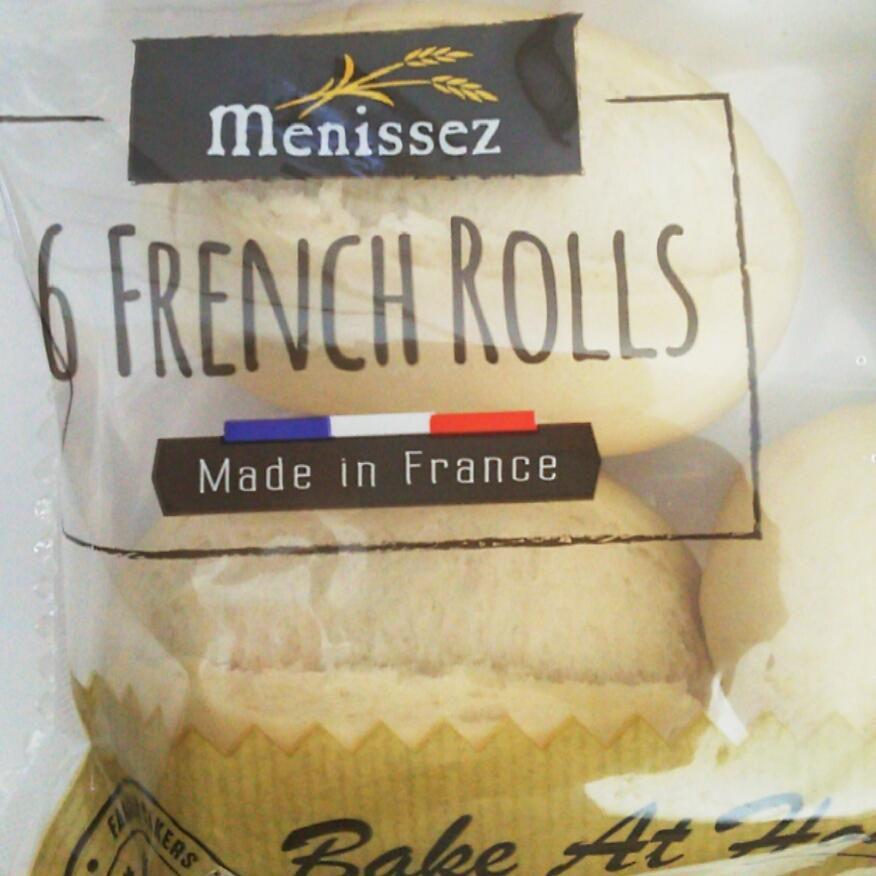 Menissez
6 FRENCH ROLLS
Made in France
Bake At